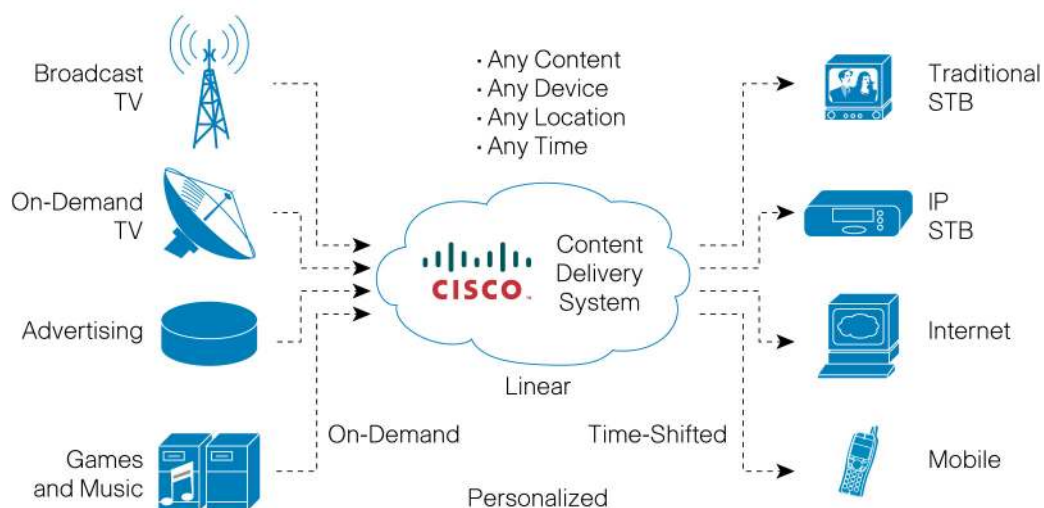 Broadcast
TV
On-Demand
TV
Advertising
Games
and Music
· Any Content
· Any Device
· Any Location
· Any Time
CISCO™
Content
Delivery
System
Linear
On-Demand
Time-Shifted
Personalized
Traditional
STB
IP
STB
Internet
Mobile